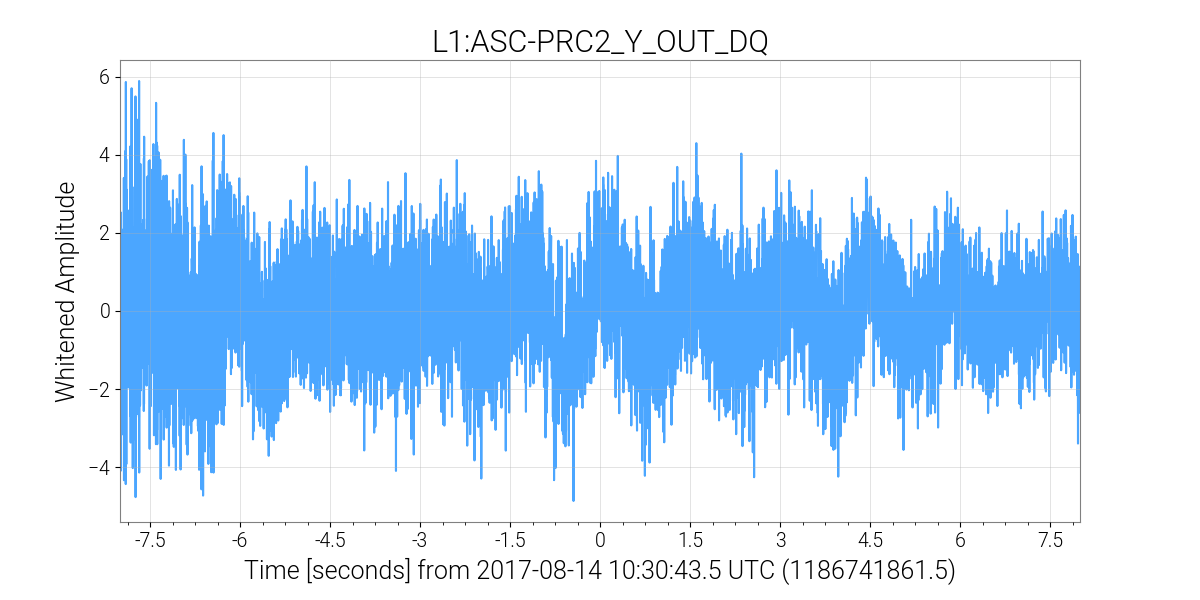 L1:ASC-PRC2_Y_OUT_DQ
Whitened Amplitude
6
4
2
0
−2
−4
-7.5 -6 -4.5 -3 -1.5 0 1.5 3 4.5 6 7.5
Time [seconds] from 2017-08-14 10:30:43.5 UTC (1186741861.5)